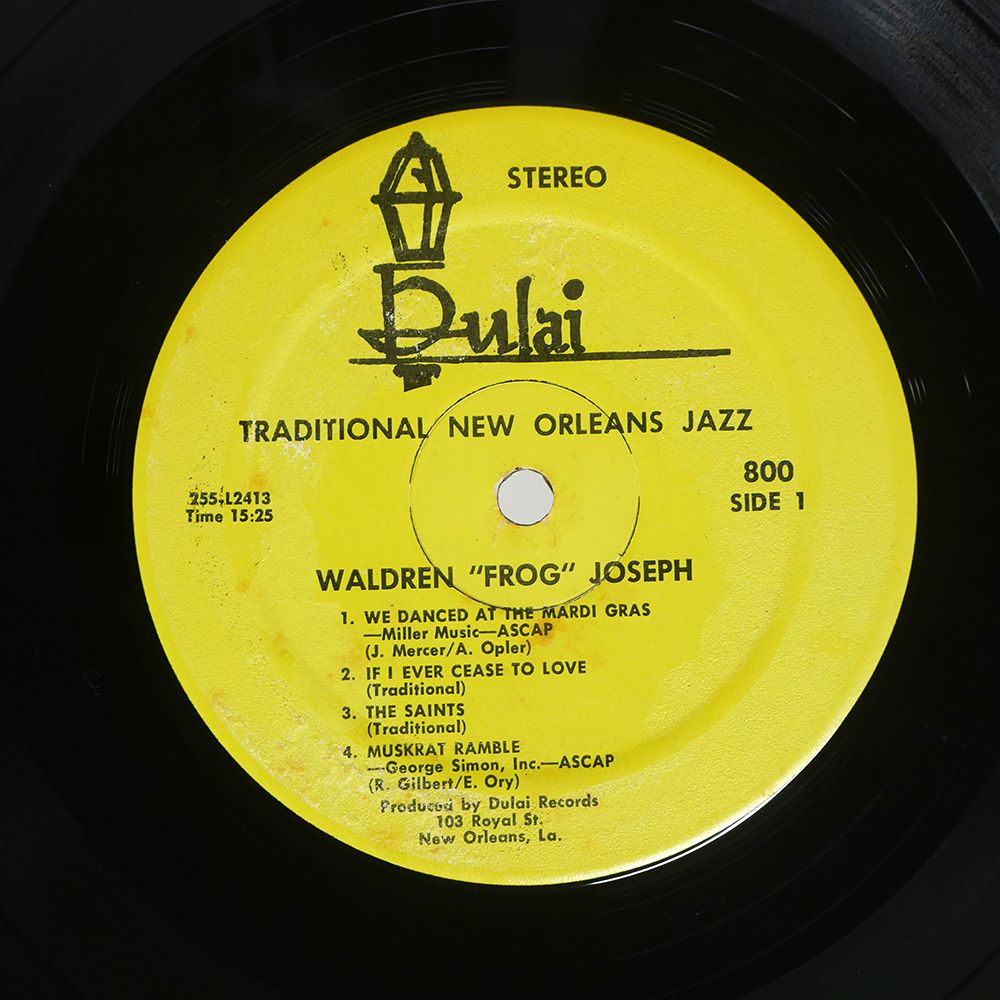 STEREO
Dulai
TRADITIONAL NEW ORLEANS JAZZ
255-L2413
Time 15:25
800
SIDE 1
WALDREN "FROG" JOSEPH
1. WE DANCED AT THE MARDI GRAS
—Miller Music—ASCAP
(J. Mercer/A. Opler)
2. IF I EVER CEASE TO LOVE
(Traditional)
3. THE SAINTS
(Traditional)
4. MUSKRAT RAMBLE
—George Simon, Inc.—ASCAP
(R. Gilbert/E. Ory)
Produced by Dulai Records
103 Royal St.
New Orleans, La.